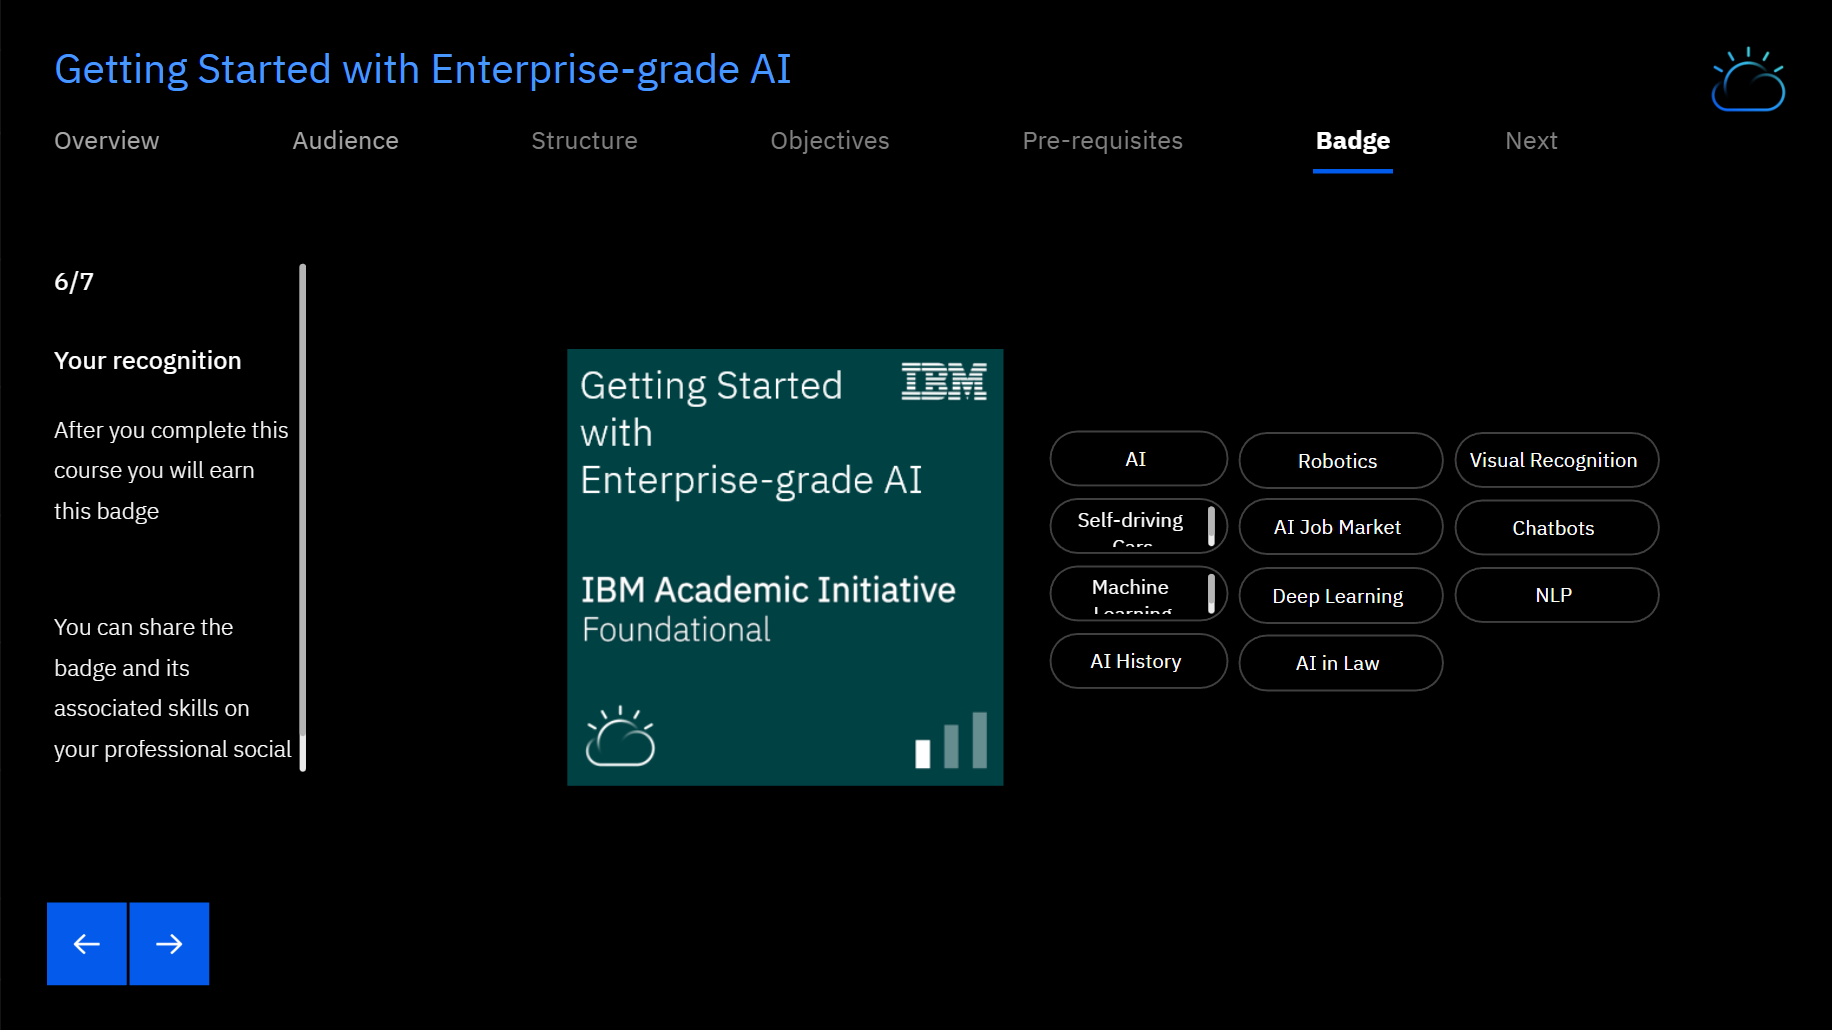 Getting Started with Enterprise-grade AI
Overview
Audience
Structure
Objectives
Pre-requisites
Badge
Next
6/7
Your recognition
After you complete this
course you will earn
this badge
You can share the
badge and its
associated skills on
your professional social
Getting Started
with
Enterprise-grade AI
IBM
IBM Academic Initiative
Foundational
AI
Robotics
Visual Recognition
Self-driving
Cars
AI Job Market
Chatbots
Machine
Learning
Deep Learning
NLP
AI History
AI in Law